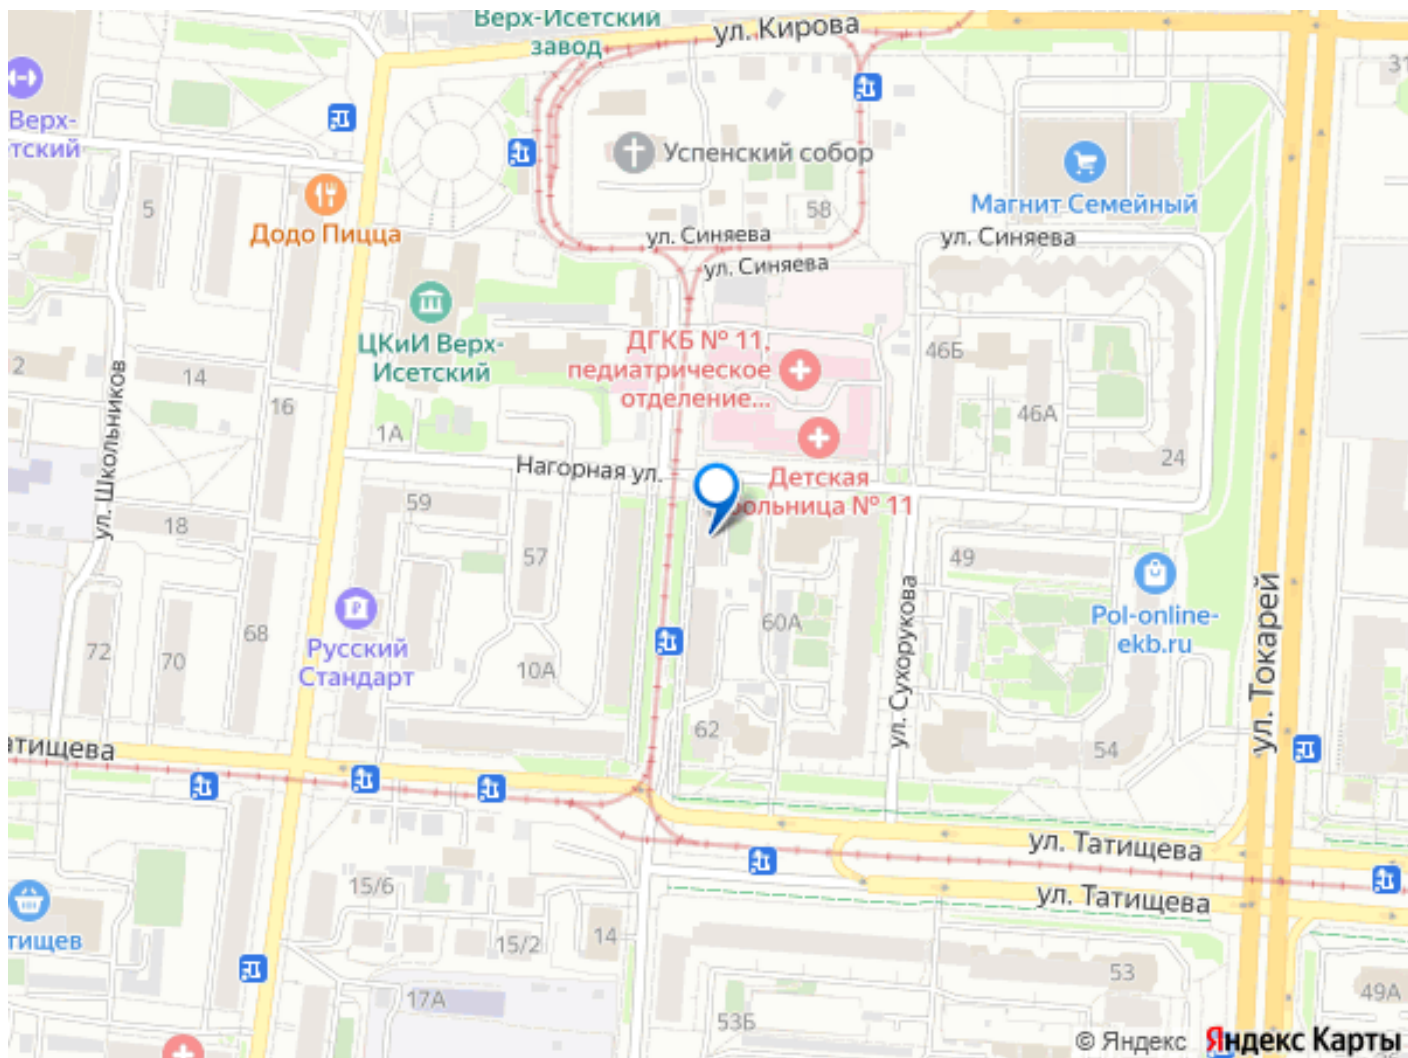 Верх-Исетский
завод
ул. Кирова
31
Верх-
тский
Успенский собор
Магнит Семейный
5
Додо Пицца
58
ул. Синяева
ул. Синяева
ул. Синяева
ЦКиИ Верх-
Исетский
ДГКБ № 11,
педиатрическое
отделение...
46Б
2
14
16
ул. Школьников
1А
46А
24
Нагорная ул.
Детская
больница № 11
59
18
57
49
Pol-online-
ekb.ru
60А
68
72
70
Русский
Стандарт
10А
ул. Сухорукова
ул. Токарей
62
54
атищева
ул. Татищева
15/6
ул. Татищева
тищев
15/2
14
53
17А
53Б
49А
© Яндекс
Яндекс Карты